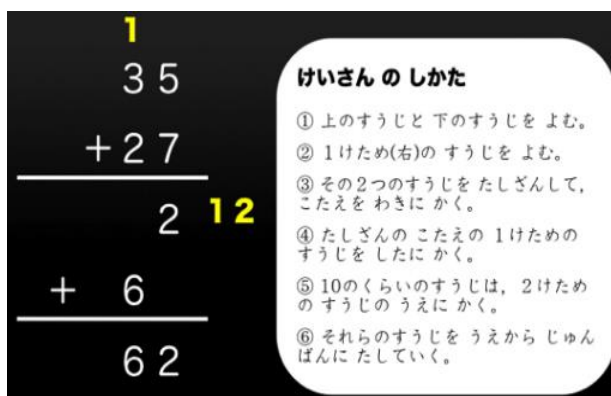 1
35
+27
2 12
+ 6
62
けいさん の しかた
① 上のすうじと 下のすうじを よむ。
② 1けため(右)の すうじを よむ。
③ その2つのすうじを たしざんして,
こたえを わきに かく。
④ たしざんの こたえの 1けための
すうじを したに かく。
⑤ 10のくらいのすうじは, 2けため
の すうじの うえに かく。
⑥ それらのすうじを うえから じゅん
ばんに たしていく。